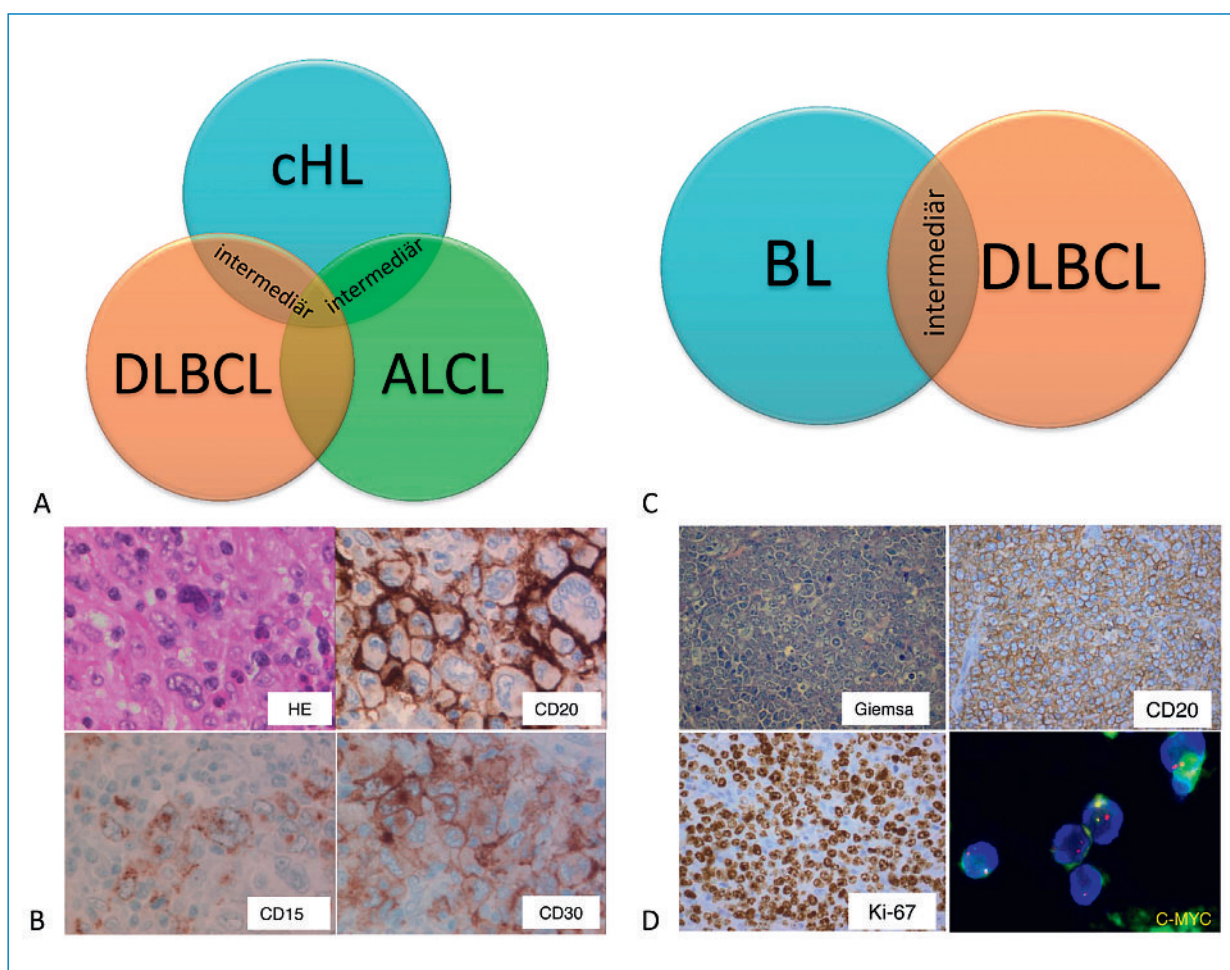 cHL
intermediär
intermediär
DLBCL
ALCL
A
BL
intermediär
DLBCL
C
HE
CD20
CD15
CD30
B
Giemsa
CD20
Ki-67
C-MYC
D